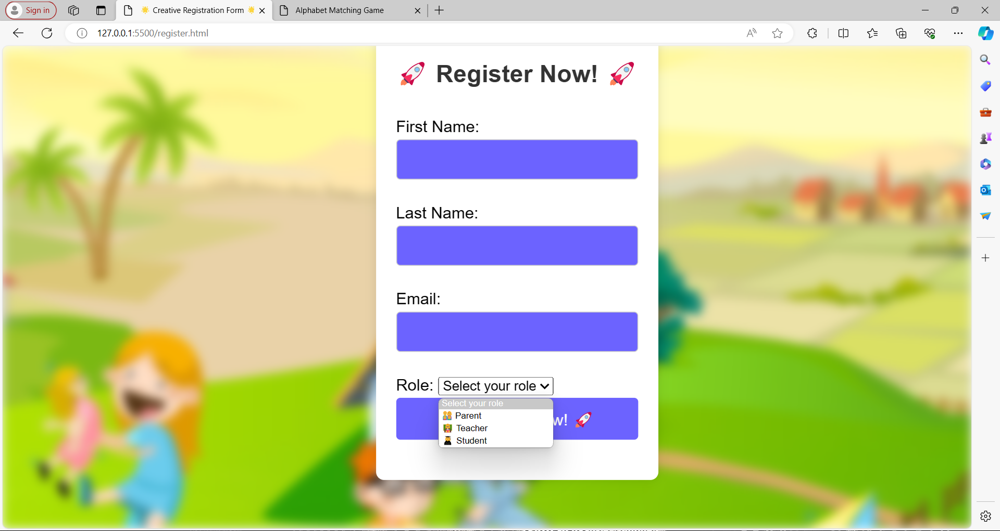 Sign in
🌟 Creative Registration Form 🌟
Alphabet Matching Game
127.0.0.1:5500/register.html
🚀 Register Now! 🚀
First Name:
Last Name:
Email:
Role: Select your role
Select your role
Parent
Teacher
Student
w! 🚀